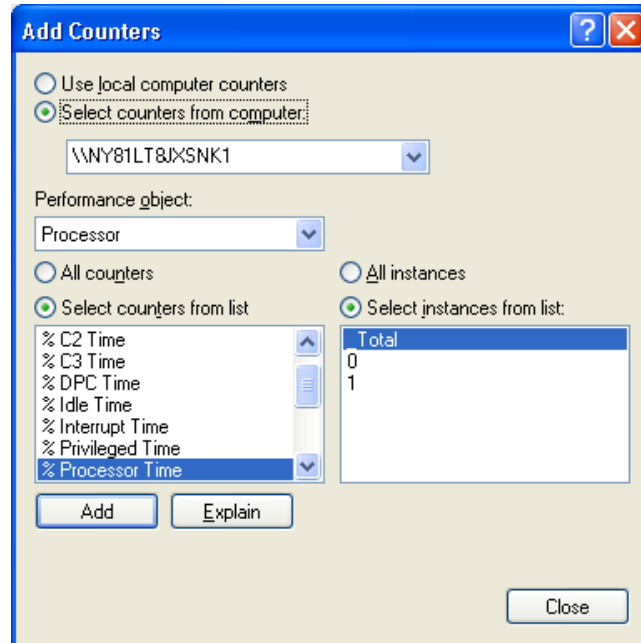 Add Counters
Use local computer counters
Select counters from computer:
\\NY81LT8JXSNK1
Performance object:
Processor
All counters
All instances
Select counters from list
Select instances from list:
% C2 Time
% C3 Time
% DPC Time
% Idle Time
% Interrupt Time
% Privileged Time
% Processor Time
_Total
0
1
Add
Explain
Close